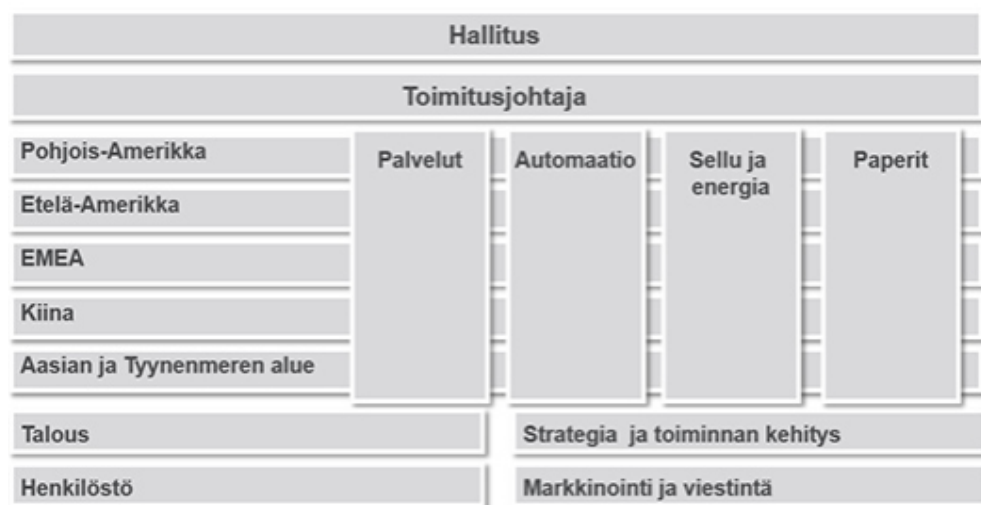 Hallitus
Toimitusjohtaja
Pohjois-Amerikka
Etelä-Amerikka
EMEA
Kiina
Aasian ja Tyynenmeren alue
Palvelut
Automaatio
Sellu ja
energia
Paperit
Talous
Strategia ja toiminnan kehitys
Henkilöstö
Markkinointi ja viestintä